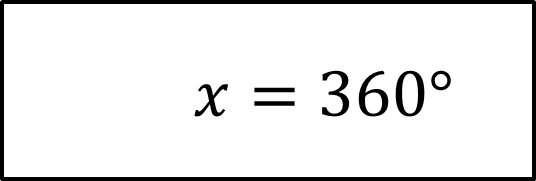 x = 360°